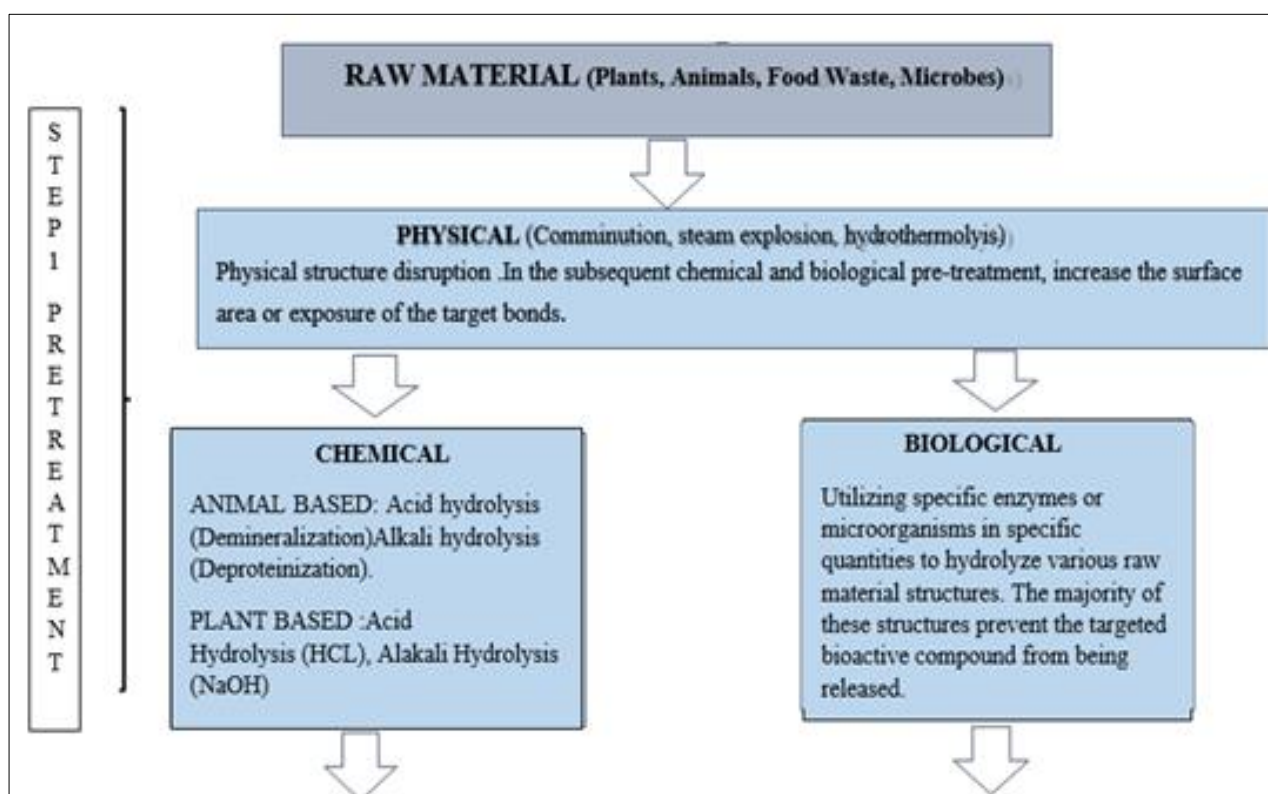 RAW MATERIAL (Plants, Animals, Food Waste, Microbes)
STEP1 PRETREATMENT
PHYSICAL (Comminution, steam explosion, hydrothermolyis)
Physical structure disruption .In the subsequent chemical and biological pre-treatment, increase the surface
area or exposure of the target bonds.
CHEMICAL
ANIMAL BASED: Acid hydrolysis
(Demineralization)Alkali hydrolysis
(Deproteinization).
PLANT BASED :Acid
Hydrolysis (HCL), Alakali Hydrolysis
(NaOH)
BIOLOGICAL
Utilizing specific enzymes or
microorganisms in specific
quantities to hydrolyze various raw
material structures. The majority of
these structures prevent the targeted
bioactive compound from being
released.